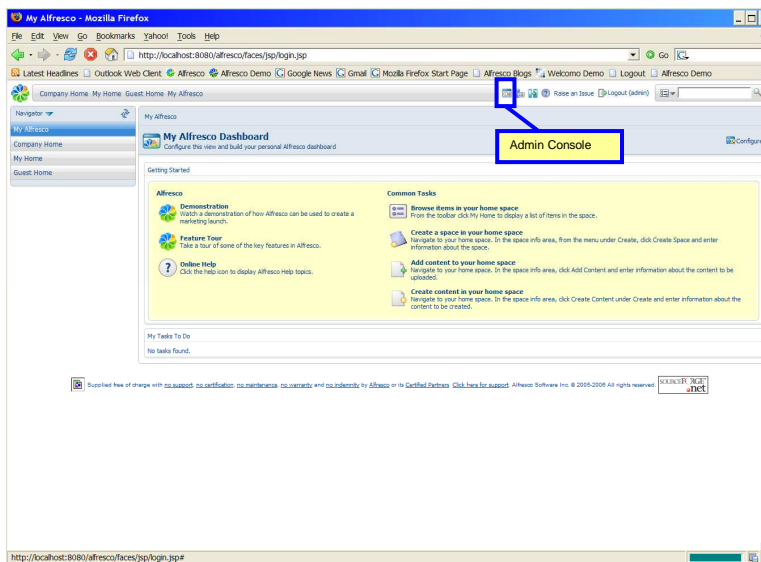 My Alfresco - Mozilla Firefox
File Edit View Go Bookmarks Yahoo! Tools Help
http://localhost:8080/alfresco/faces/jsp/login.jsp Go
Latest Headlines Outlook Web Client Alfresco Alfresco Demo Google News Gmail Mozilla Firefox Start Page Alfresco Blogs Welcomo Demo Logout Alfresco Demo
Company Home My Home Guest Home My Alfresco Raise an Issue Logout (admin)
Navigator
My Alfresco
Company Home
My Home
Guest Home
My Alfresco
My Alfresco Dashboard
Configure this view and build your personal Alfresco dashboard
Admin Console
Configure
Getting Started
Alfresco
Demonstration
Watch a demonstration of how Alfresco can be used to create a
marketing launch.
Feature Tour
Take a tour of some of the key features in Alfresco.
Online Help
Click the help icon to display Alfresco Help topics.
Common Tasks
Browse items in your home space
From the toolbar click My Home to display a list of items in the space.
Create a space in your home space
Navigate to your home space. In the space info area, from the menu under Create, click Create Space and enter
information about the space.
Add content to your home space
Navigate to your home space. In the space info area, click Add Content and enter information about the content to be
uploaded.
Create content in your home space
Navigate to your home space. In the space info area, click Create Content under Create and enter information about the
content to be created.
My Tasks To Do
No tasks found.
Supplied free of charge with no support, no certification, no maintenance, no warranty and no indemnity by Alfresco or its Certified Partners. Click here for support. Alfresco Software Inc. © 2005-2006 All rights reserved.
SOURCEFORGE
.net
http://localhost:8080/alfresco/faces/jsp/login.jsp#